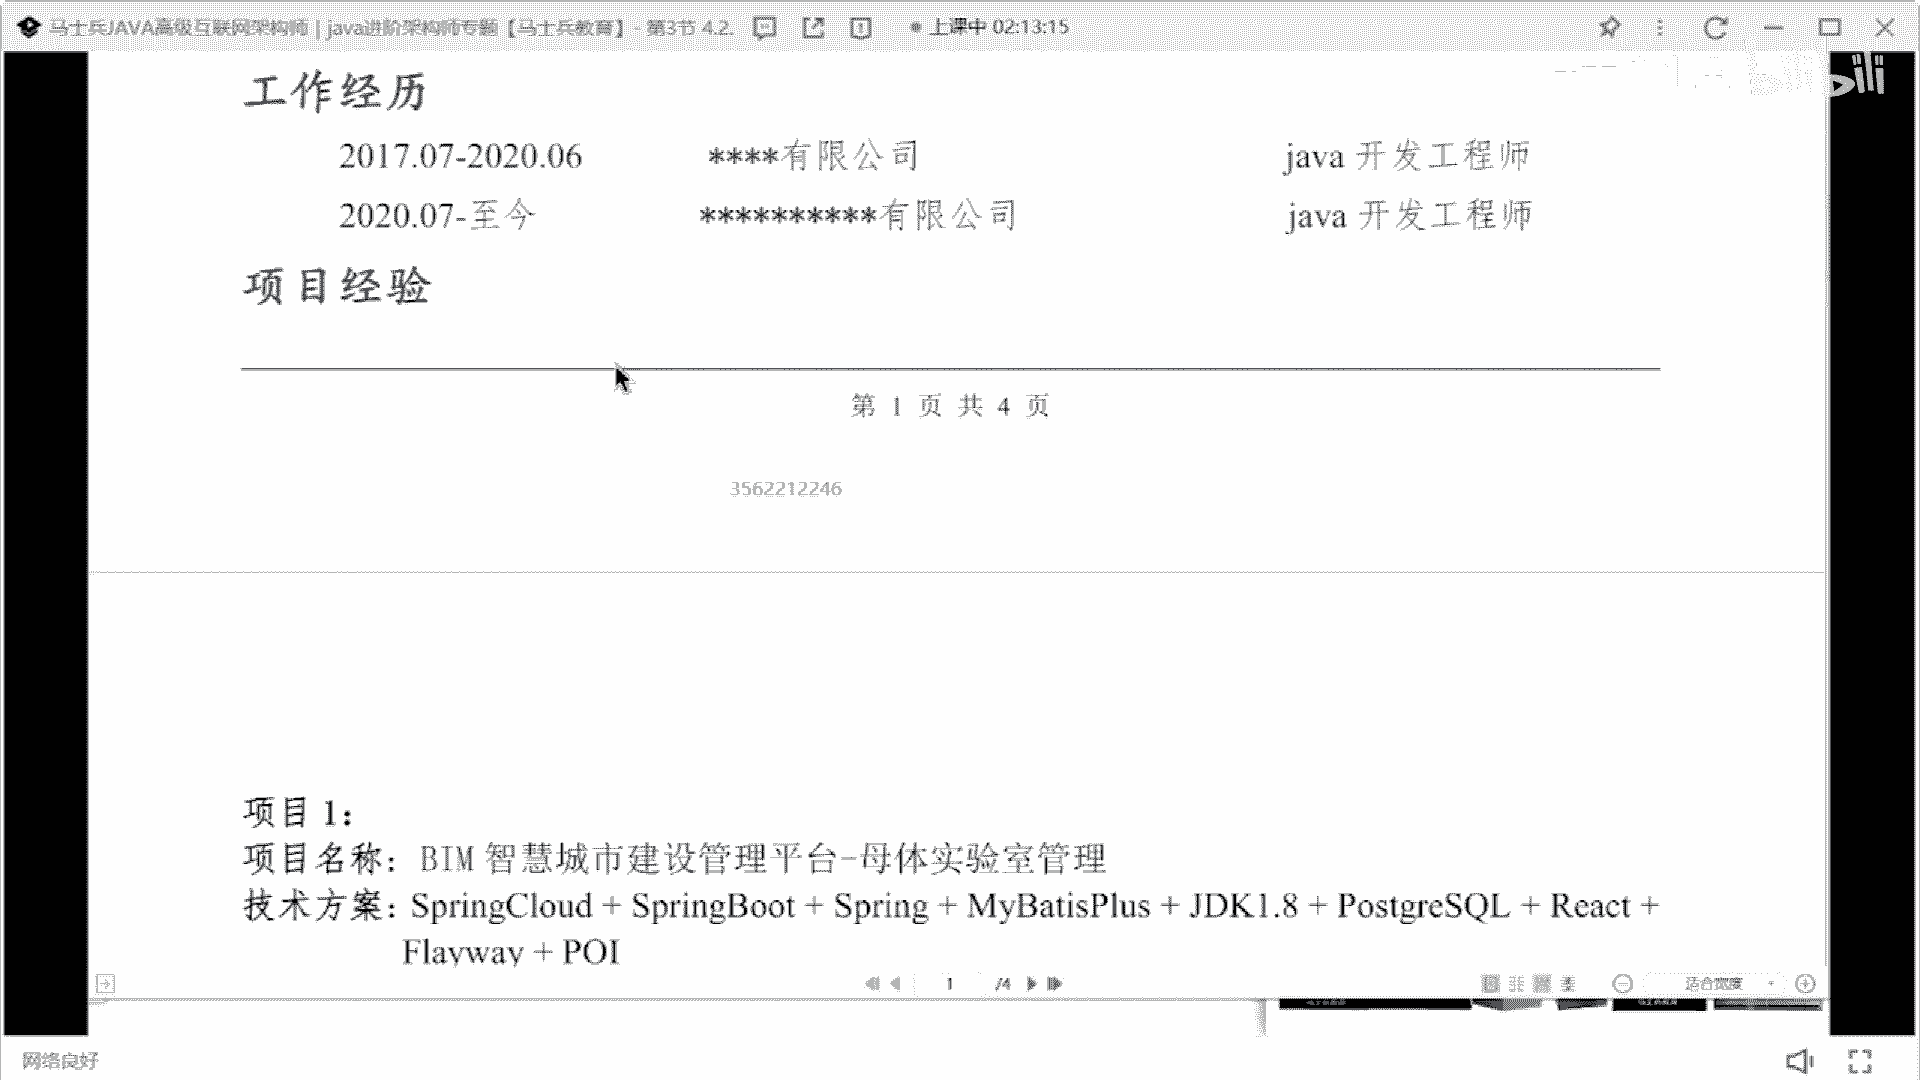 马士兵JAVA高级互联网架构师 | java进阶架构师专题【马士兵教育】- 第3节 4.2.
上课中 02:13:15
工作经历
2017.07-2020.06 ****有限公司 java 开发工程师
2020.07-至今 **********有限公司 java 开发工程师
项目经验
第 1 页 共 4 页
3562212246
项目 1：
项目名称：BIM 智慧城市建设管理平台-母体实验室管理
技术方案：SpringCloud + SpringBoot + Spring + MyBatisPlus + JDK1.8 + PostgreSQL + React +
Flayway + POI
1 /4
适合宽度
网络良好